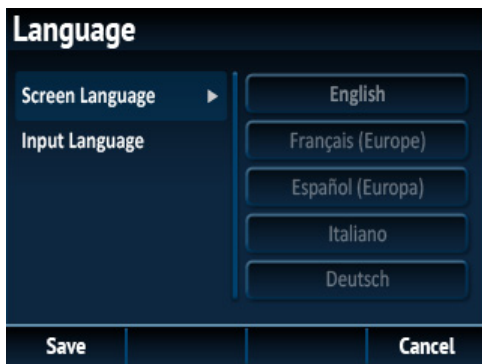 Language
Screen Language
Input Language
English
Français (Europe)
Español (Europa)
Italiano
Deutsch
Save
Cancel